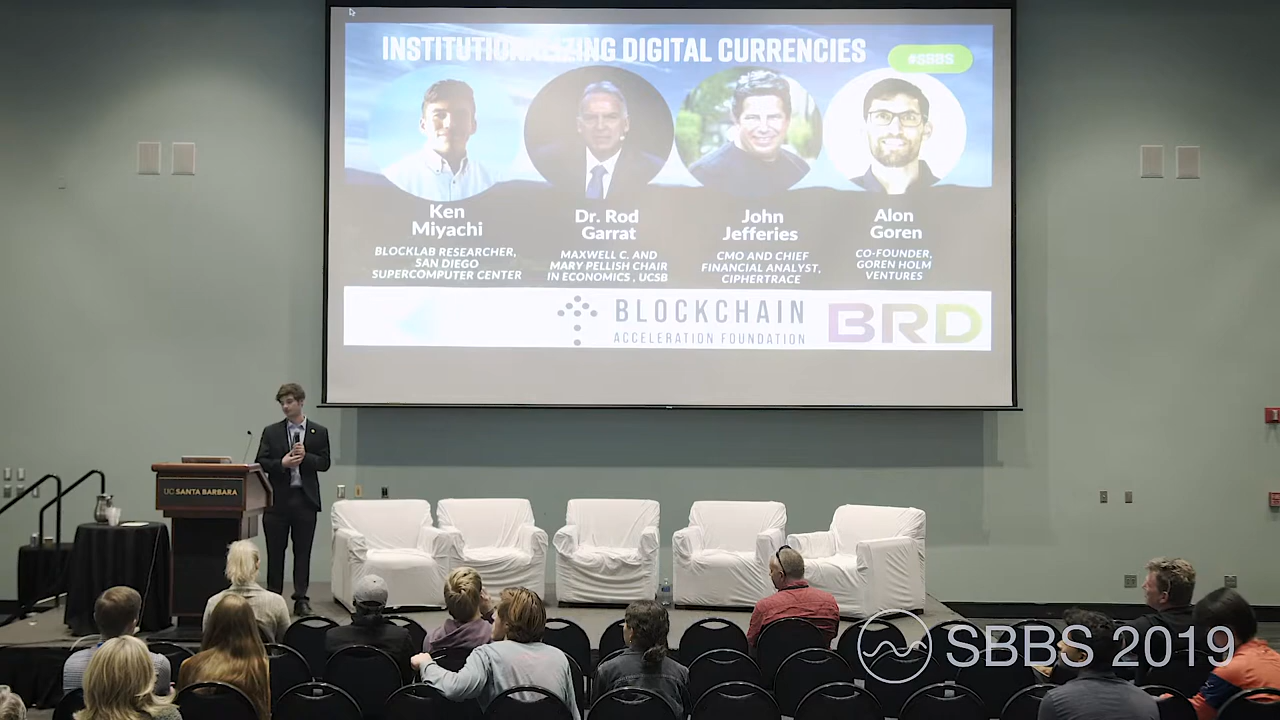 INSTITUTIONALIZING DIGITAL CURRENCIES
#SBBS
Ken
Miyachi
BLOCKLAB RESEARCHER,
SAN DIEGO
SUPERCOMPUTER CENTER
Dr. Rod
Garrat
MAXWELL C. AND
MARY PELLISH CHAIR
IN ECONOMICS , UCSB
John
Jefferies
CMO AND CHIEF
FINANCIAL ANALYST,
CIPHERTRACE
Alon
Goren
CO-FOUNDER,
GOREN HOLM
VENTURES
BLOCKCHAIN
ACCELERATION FOUNDATION
BRD
UC SANTA BARBARA
SBBS 2019